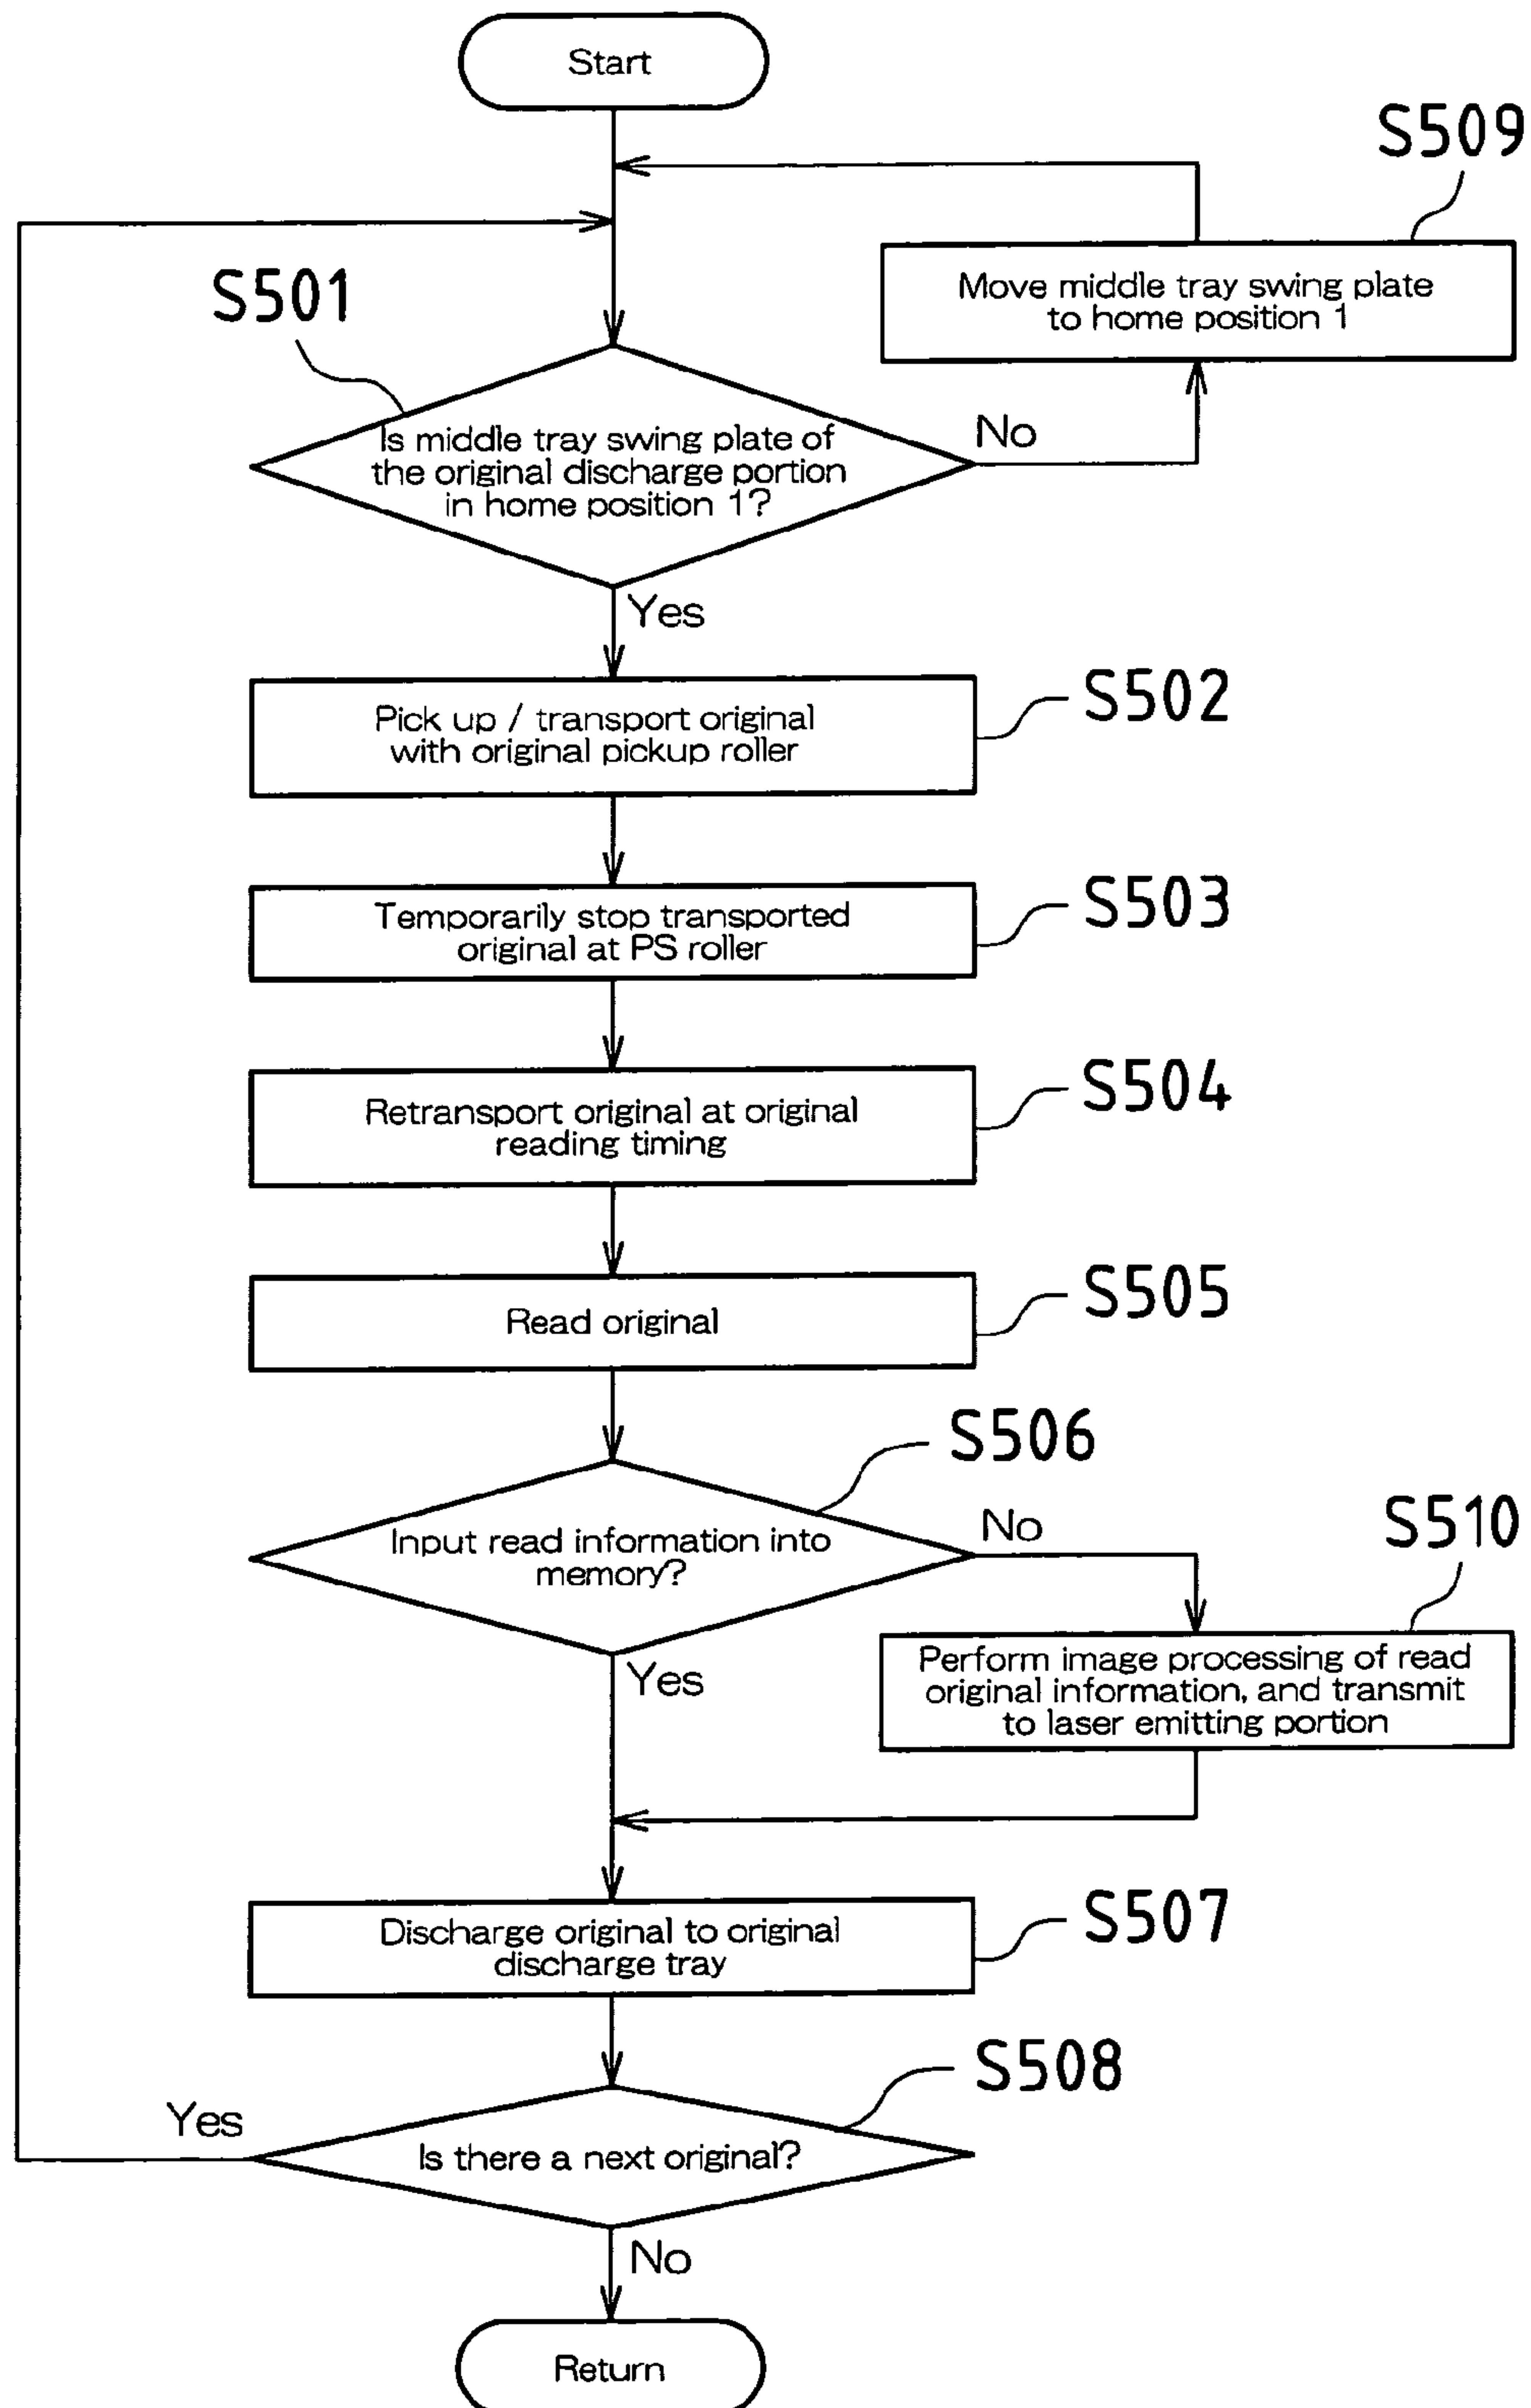 Start
S509
Move middle tray swing plate
to home position 1
S501
Is middle tray swing plate of
the original discharge portion
in home position 1?
No
Yes
S502
Pick up / transport original
with original pickup roller
S503
Temporarily stop transported
original at PS roller
S504
Retransport original at original
reading timing
S505
Read original
S506
Input read information into
memory?
No
S510
Yes
Perform image processing of read
original information, and transmit
to laser emitting portion
S507
Discharge original to original
discharge tray
S508
Yes
Is there a next original?
No
Return